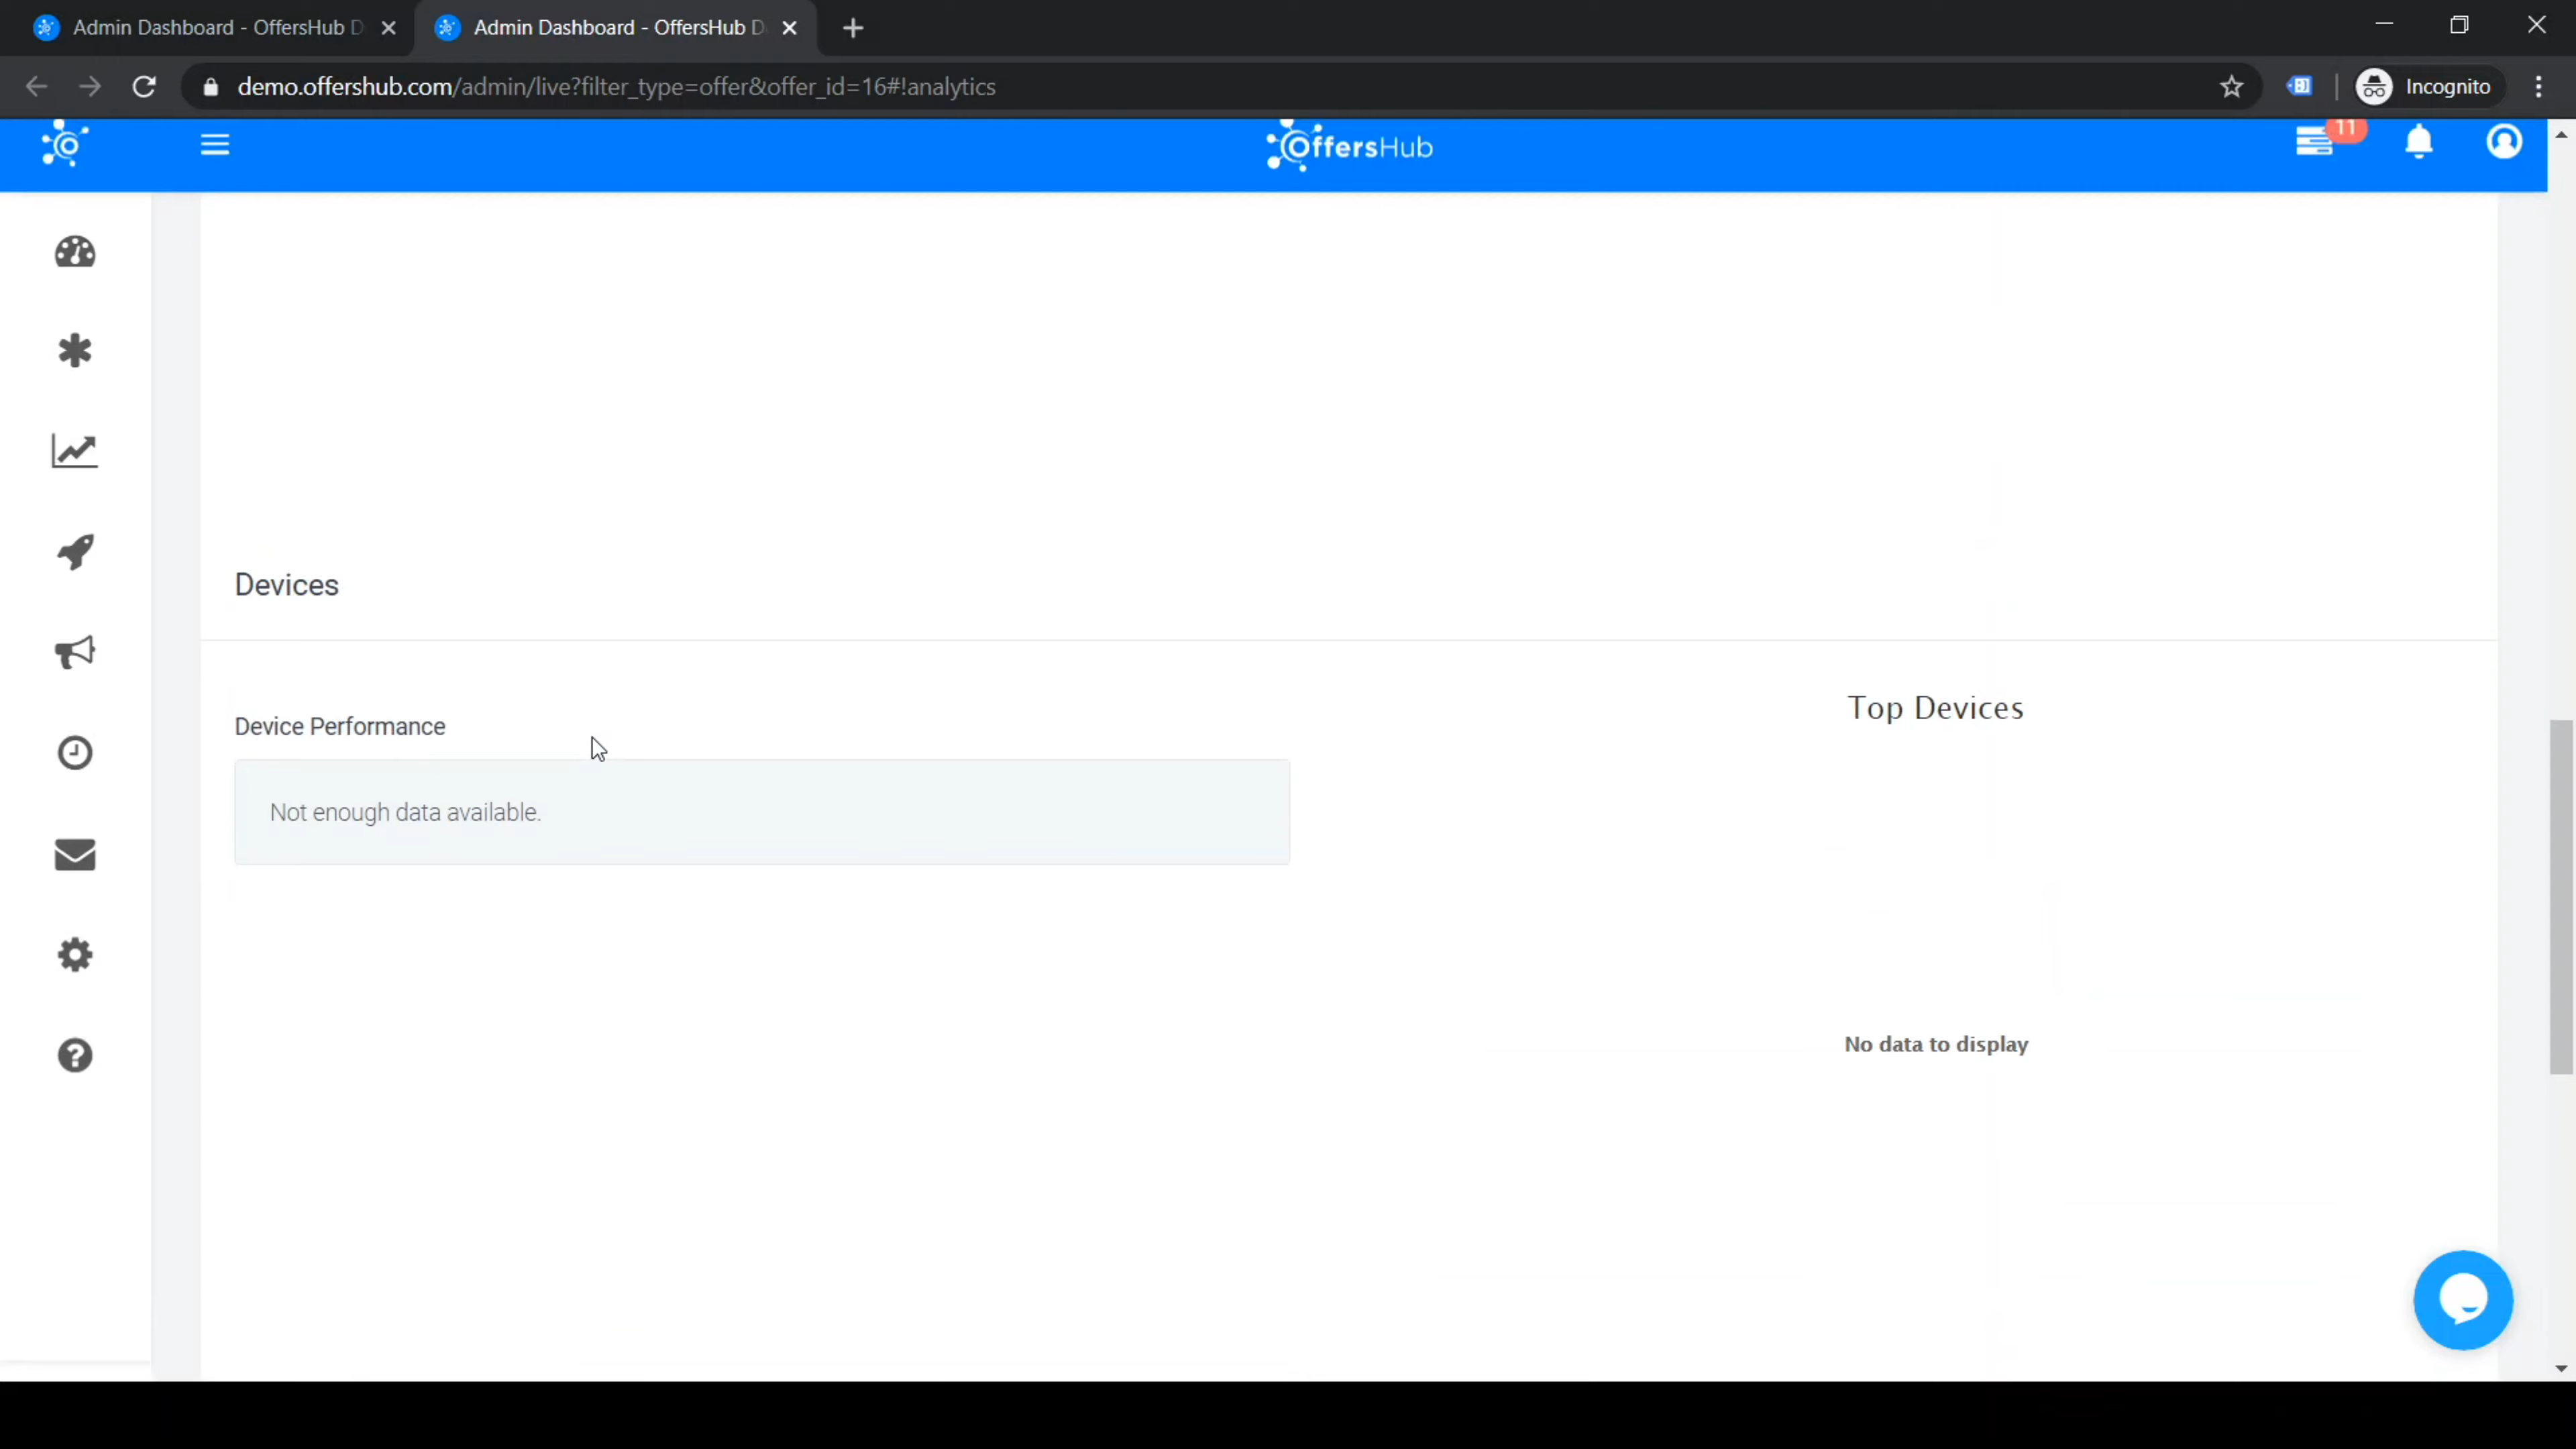 Admin Dashboard - OffersHub D
Admin Dashboard - OffersHub D
demo.offershub.com/admin/live?filter_type=offer&offer_id=16#!analytics
Incognito
OffersHub
11
Devices
Device Performance
Top Devices
Not enough data available.
No data to display